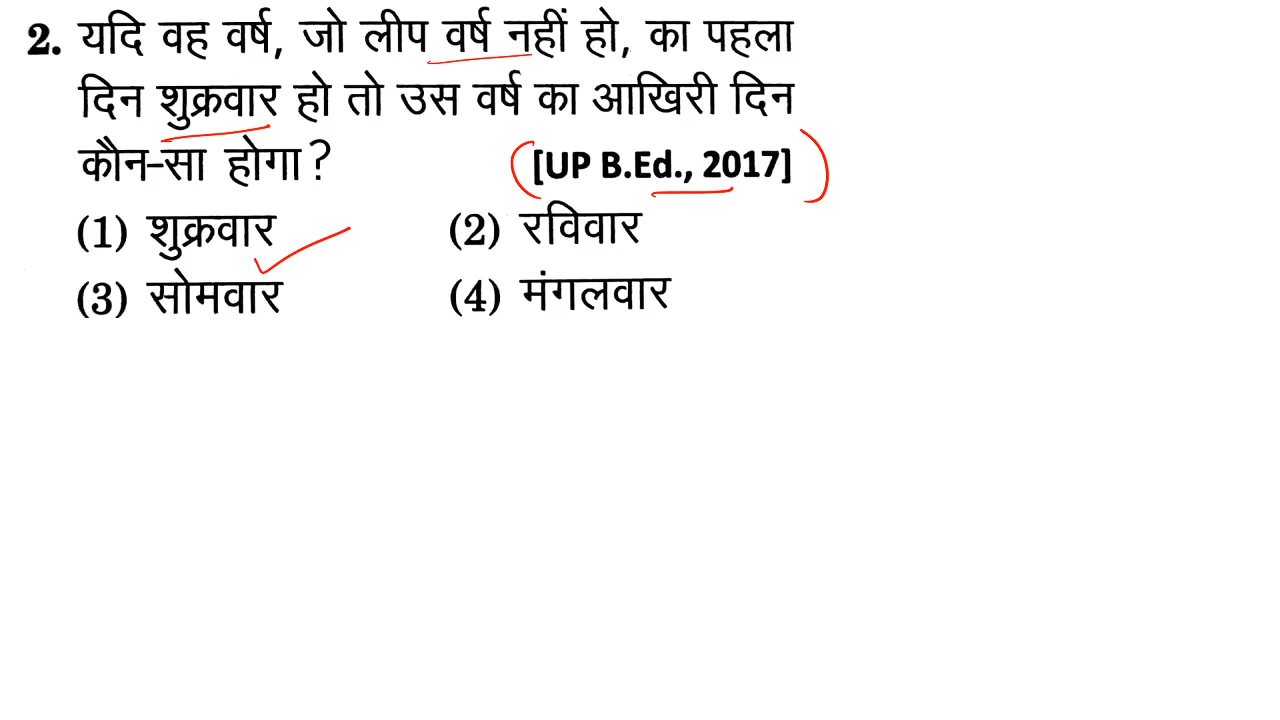 2. यदि वह वर्ष, जो लीप वर्ष नहीं हो, का पहला
दिन शुक्रवार हो तो उस वर्ष का आखिरी दिन
कौन-सा होगा? [UP B.Ed., 2017]
(1) शुक्रवार (2) रविवार
(3) सोमवार (4) मंगलवार